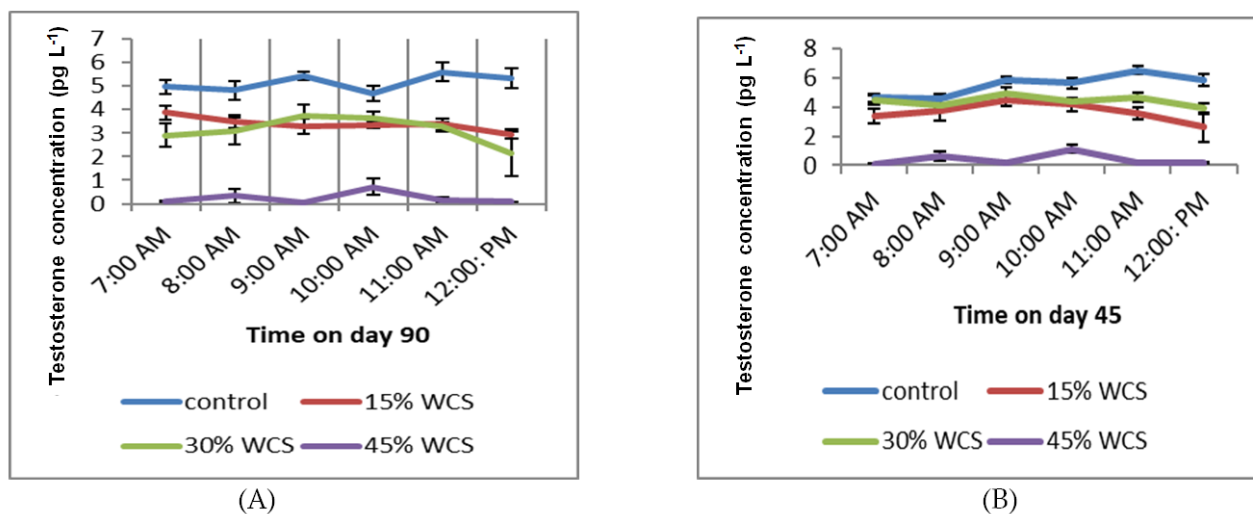 7
6
5
4
3
2
1
0
Testosterone concentration (pg L-1)
7:00 AM
8:00 AM
9:00 AM
10:00 AM
11:00 AM
12:00: PM
Time on day 90
control
15% WCS
30% WCS
45% WCS
(A)
8
6
4
2
0
Testosterone concentration (pg L-1)
7:00 AM
8:00 AM
9:00 AM
10:00 AM
11:00 AM
12:00: PM
Time on day 45
control
15% WCS
30% WCS
45% WCS
(B)